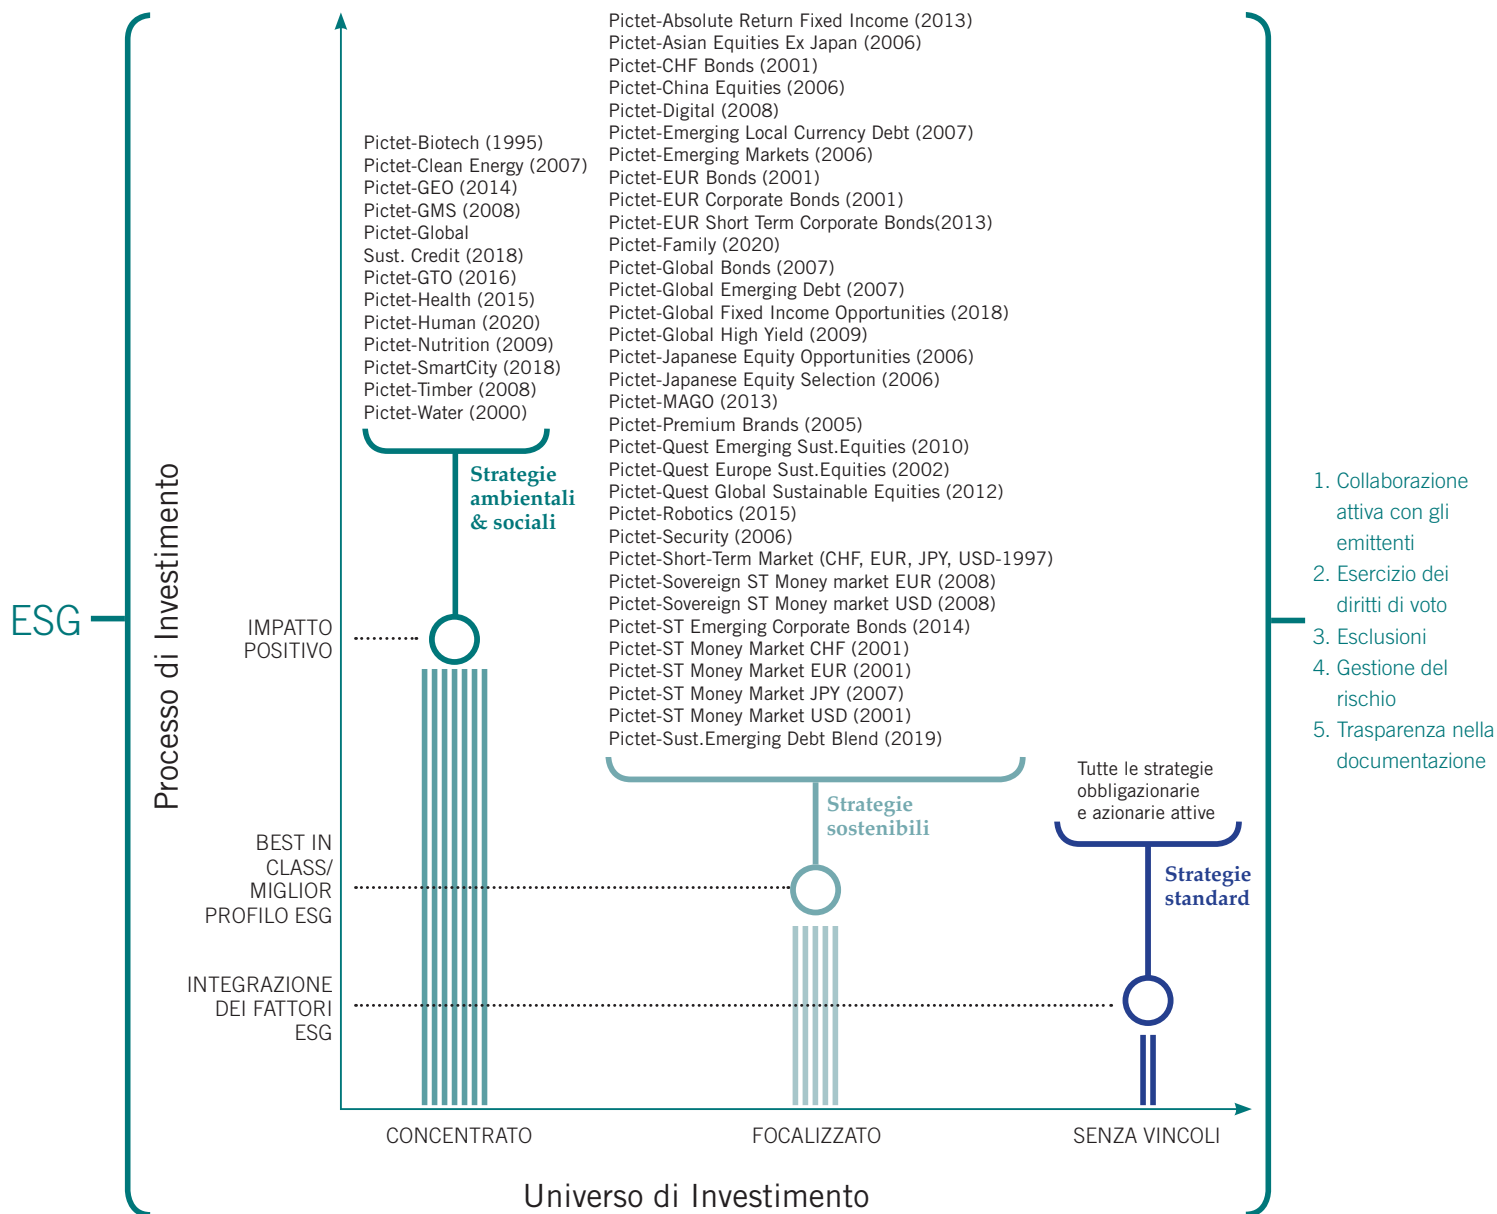 ESG
Processo di Investimento
Pictet-Biotech (1995)
Pictet-Clean Energy (2007)
Pictet-GEO (2014)
Pictet-GMS (2008)
Pictet-Global
Sust. Credit (2018)
Pictet-GTO (2016)
Pictet-Health (2015)
Pictet-Human (2020)
Pictet-Nutrition (2009)
Pictet-SmartCity (2018)
Pictet-Timber (2008)
Pictet-Water (2000)
Strategie
ambientali
& sociali
Pictet-Absolute Return Fixed Income (2013)
Pictet-Asian Equities Ex Japan (2006)
Pictet-CHF Bonds (2001)
Pictet-China Equities (2006)
Pictet-Digital (2008)
Pictet-Emerging Local Currency Debt (2007)
Pictet-Emerging Markets (2006)
Pictet-EUR Bonds (2001)
Pictet-EUR Corporate Bonds (2001)
Pictet-EUR Short Term Corporate Bonds(2013)
Pictet-Family (2020)
Pictet-Global Bonds (2007)
Pictet-Global Emerging Debt (2007)
Pictet-Global Fixed Income Opportunities (2018)
Pictet-Global High Yield (2009)
Pictet-Japanese Equity Opportunities (2006)
Pictet-Japanese Equity Selection (2006)
Pictet-MAGO (2013)
Pictet-Premium Brands (2005)
Pictet-Quest Emerging Sust.Equities (2010)
Pictet-Quest Europe Sust.Equities (2002)
Pictet-Quest Global Sustainable Equities (2012)
Pictet-Robotics (2015)
Pictet-Security (2006)
Pictet-Short-Term Market (CHF, EUR, JPY, USD-1997)
Pictet-Sovereign ST Money market EUR (2008)
Pictet-Sovereign ST Money market USD (2008)
Pictet-ST Emerging Corporate Bonds (2014)
Pictet-ST Money Market CHF (2001)
Pictet-ST Money Market EUR (2001)
Pictet-ST Money Market JPY (2007)
Pictet-ST Money Market USD (2001)
Pictet-Sust.Emerging Debt Blend (2019)
Strategie
sostenibili
Tutte le strategie
obbligazionarie
e azionarie attive
Strategie
standard
IMPATTO
POSITIVO
BEST IN
CLASS/
MIGLIOR
PROFILO ESG
INTEGRAZIONE
DEI FATTORI
ESG
CONCENTRATO
FOCALIZZATO
SENZA VINCOLI
Universo di Investimento
1. Collaborazione
attiva con gli
emittenti
2. Esercizio dei
diritti di voto
3. Esclusioni
4. Gestione del
rischio
5. Trasparenza nella
documentazione